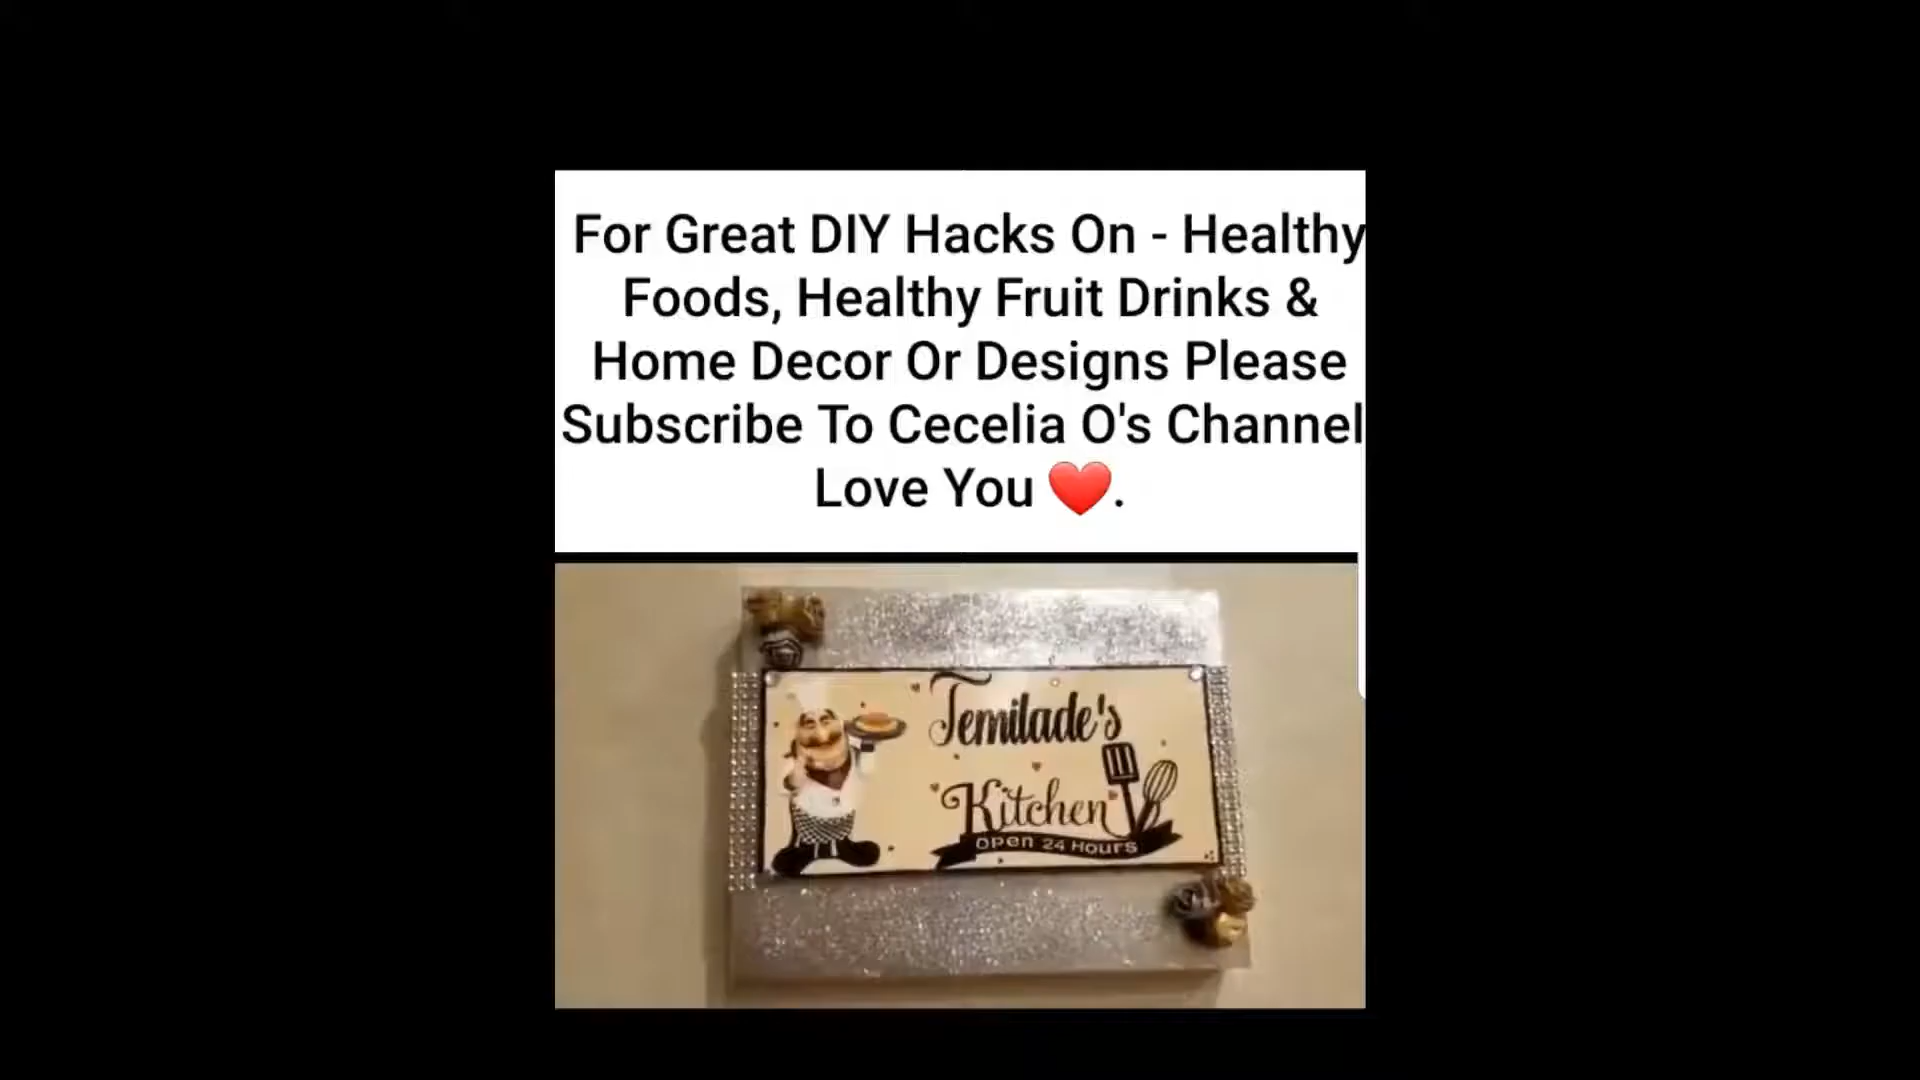 For Great DIY Hacks On - Healthy
Foods, Healthy Fruit Drinks &
Home Decor Or Designs Please
Subscribe To Cecelia O's Channel
Love You ❤️.
Temilade's
Kitchen
OPEN 24 HOURS